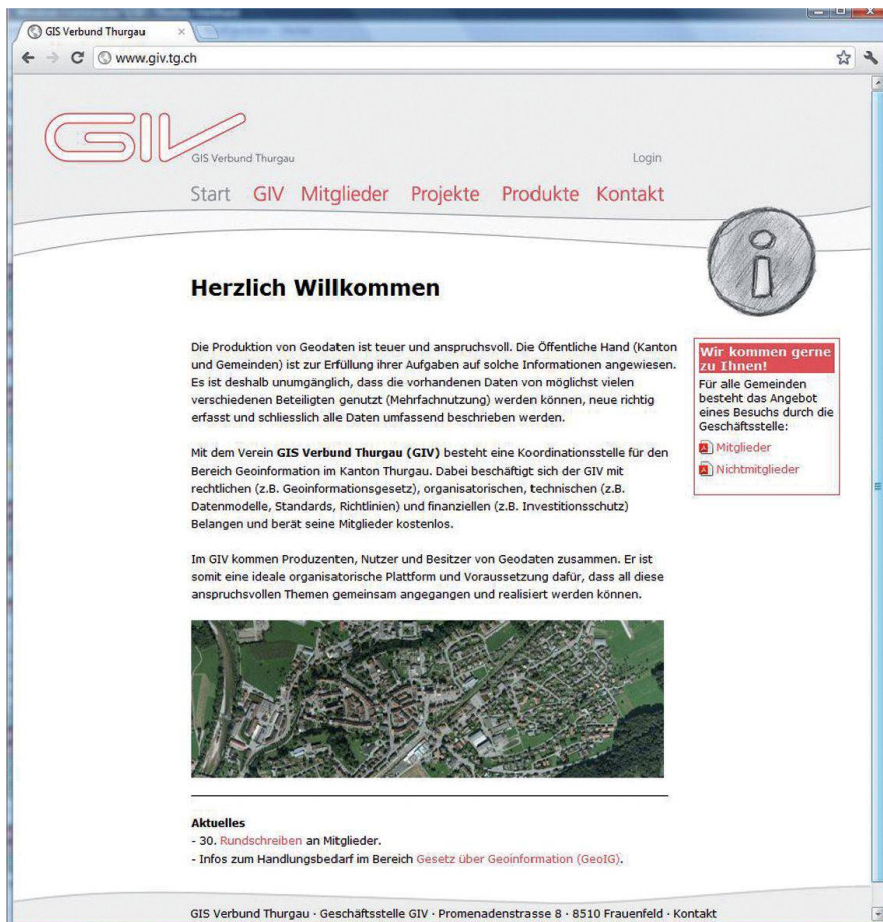 GIS Verbund Thurgau
www.giv.tg.ch
GIV
GIS Verbund Thurgau
Login
Start GIV Mitglieder Projekte Produkte Kontakt
i
Herzlich Willkommen
Die Produktion von Geodaten ist teuer und anspruchsvoll. Die Öffentliche Hand (Kanton
und Gemeinden) ist zur Erfüllung ihrer Aufgaben auf solche Informationen angewiesen.
Es ist deshalb unumgänglich, dass die vorhandenen Daten von möglichst vielen
verschiedenen Beteiligten genutzt (Mehrfachnutzung) werden können, neue richtig
erfasst und schliesslich alle Daten umfassend beschrieben werden.
Mit dem Verein GIS Verbund Thurgau (GIV) besteht eine Koordinationsstelle für den
Bereich Geoinformation im Kanton Thurgau. Dabei beschäftigt sich der GIV mit
rechtlichen (z.B. Geoinformationsgesetz), organisatorischen, technischen (z.B.
Datenmodelle, Standards, Richtlinien) und finanziellen (z.B. Investitionsschutz)
Belangen und berät seine Mitglieder kostenlos.
Im GIV kommen Produzenten, Nutzer und Besitzer von Geodaten zusammen. Er ist
somit eine ideale organisatorische Plattform und Voraussetzung dafür, dass all diese
anspruchsvollen Themen gemeinsam angegangen und realisiert werden können.
Wir kommen gerne
zu Ihnen!
Für alle Gemeinden
besteht das Angebot
eines Besuchs durch die
Geschäftsstelle:
Mitglieder
Nichtmitglieder
Aktuelles
- 30. Rundschreiben an Mitglieder.
- Infos zum Handlungsbedarf im Bereich Gesetz über Geoinformation (GeoIG).
GIS Verbund Thurgau · Geschäftsstelle GIV · Promenadenstrasse 8 · 8510 Frauenfeld · Kontakt